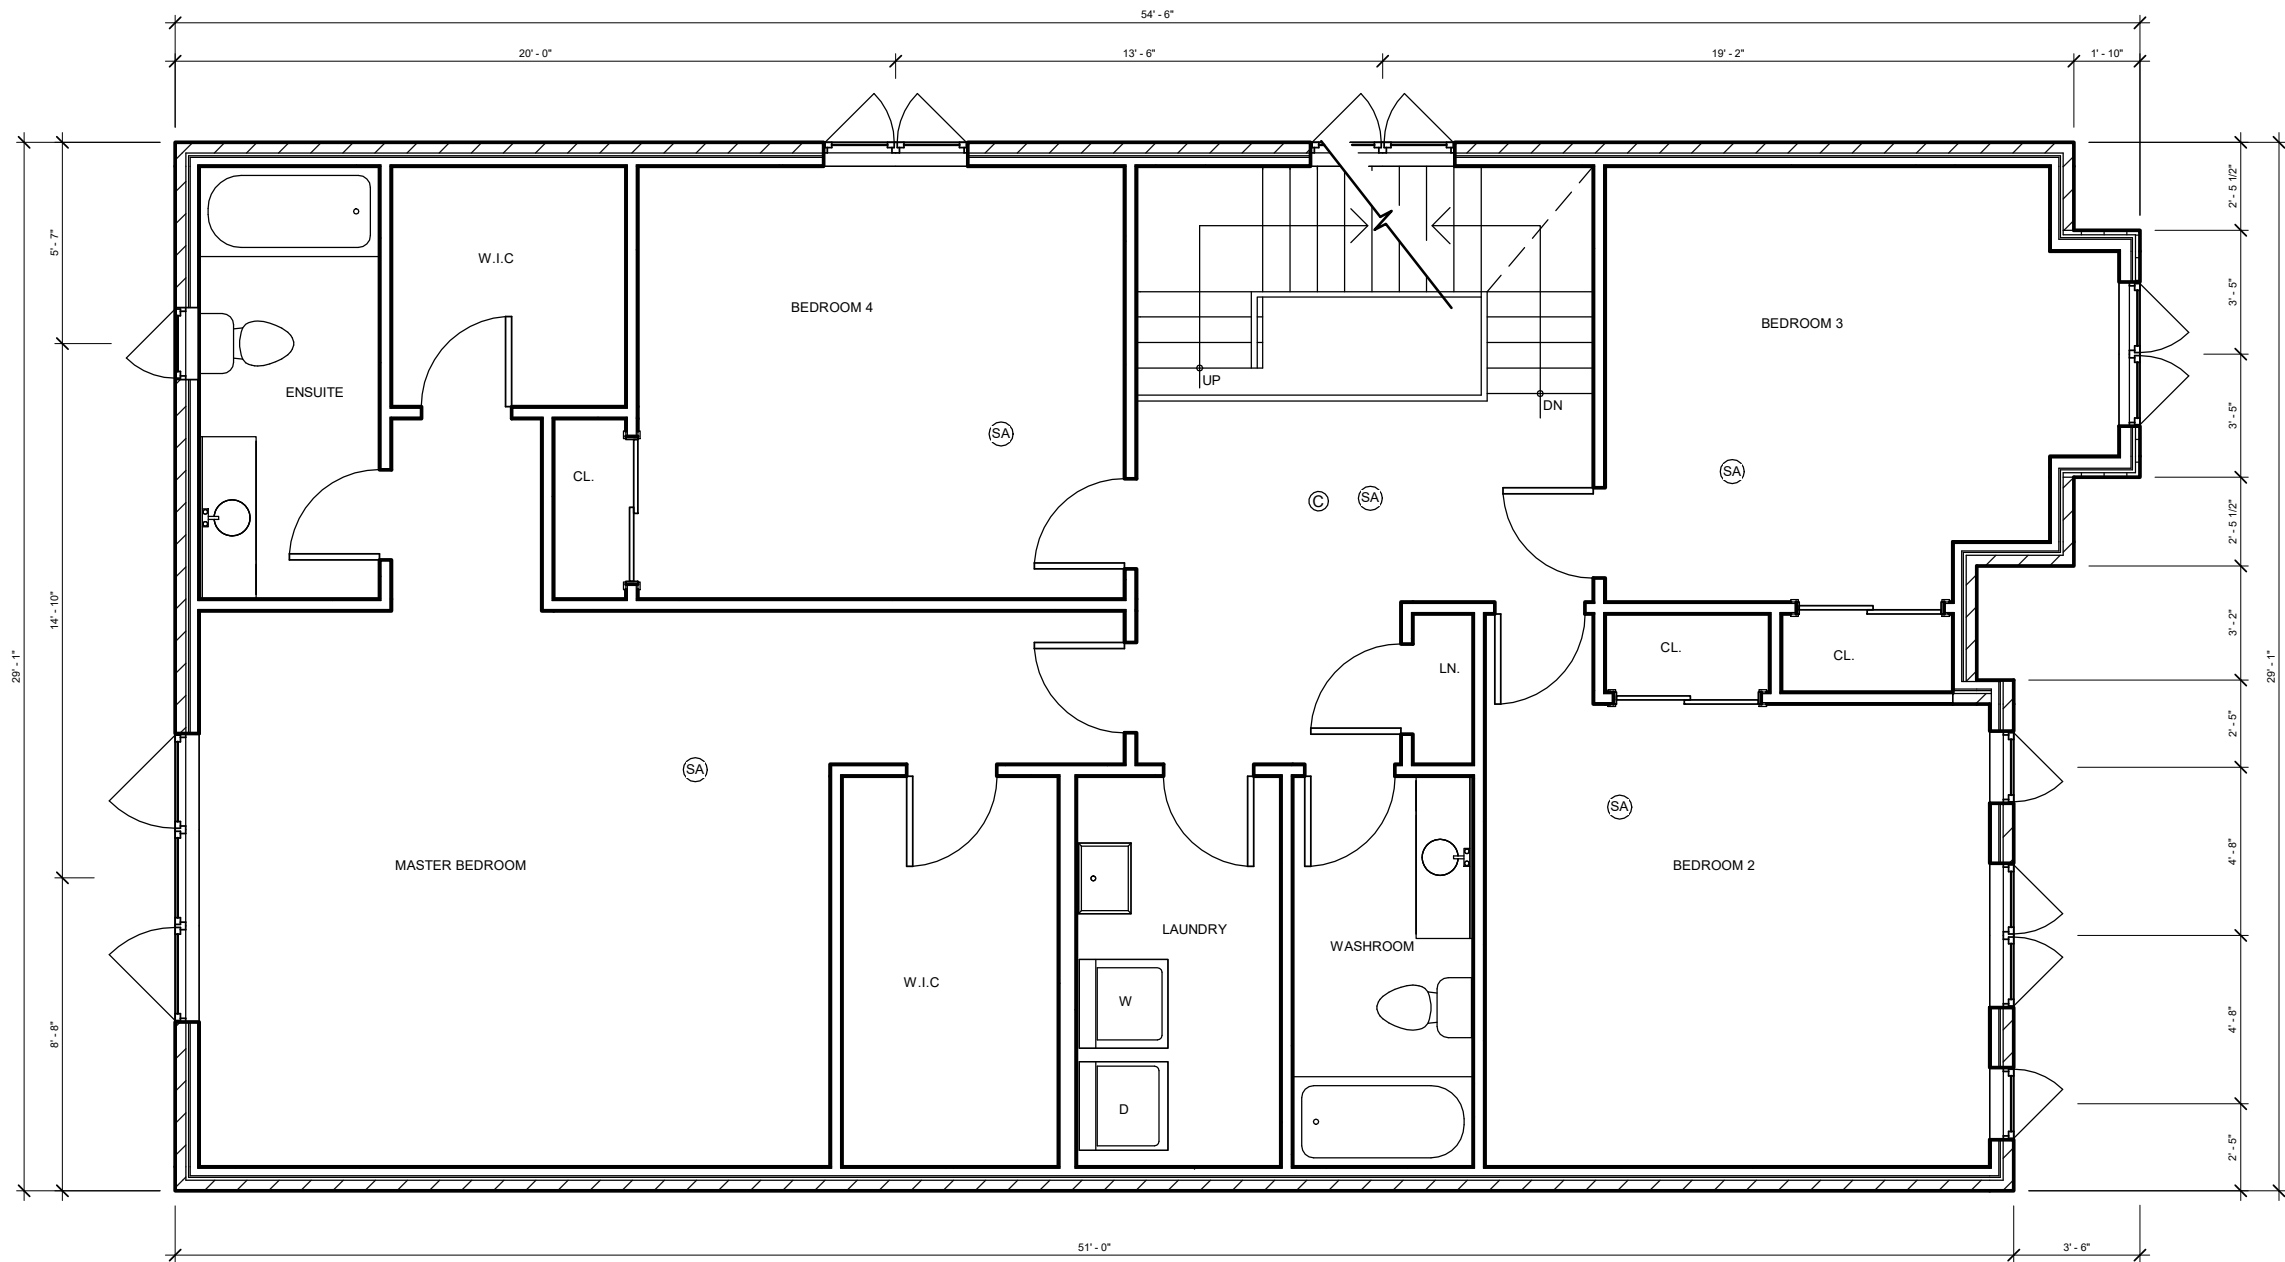 54' - 6"
20' - 0"
13' - 6"
19' - 2"
1' - 10"
5' - 7"
14' - 10"
8' - 8"
29' - 1"
W.I.C
BEDROOM 4
ENSUITE
CL.
SA
UP
DN
C
SA
BEDROOM 3
SA
CL.
CL.
LN.
SA
MASTER BEDROOM
W.I.C
LAUNDRY
W
D
WASHROOM
SA
BEDROOM 2
2' - 5 1/2"
3' - 5"
3' - 5"
2' - 5 1/2"
3' - 2"
2' - 5"
4' - 8"
4' - 8"
2' - 5"
29' - 1"
51' - 0"
3' - 6"